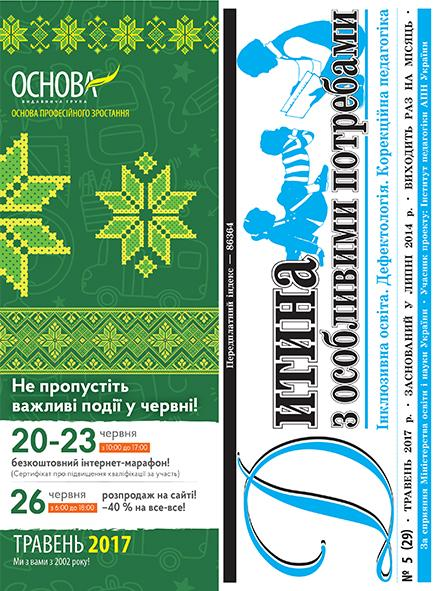 ОСНОВА
ВИДАВНИЧА ГРУПА
ОСНОВА ПРОФЕСІЙНОГО ЗРОСТАННЯ
Не пропустіть
важливі події у червні!
20-23 червня
з 10:00 до 17:00
безкоштовний інтернет-марафон!
(Сертифікат про підвищення кваліфікації за участь)
26 червня
з 6:00 до 18:00
розпродаж на сайті!
–40 % на все-все!
ТРАВЕНЬ 2017
Ми з вами з 2002 року!
Передплатний індекс — 86364
Дитина
з особливими потребами
Інклюзивна освіта. Дефектологія. Корекційна педагогіка
№ 5 (29) · ТРАВЕНЬ 2017 р. · ЗАСНОВАНИЙ У ЛИПНІ 2014 р. · ВИХОДИТЬ РАЗ НА МІСЯЦЬ ·
За сприяння Міністерства освіти і науки України · Учасник проекту: Інститут педагогіки АПН України